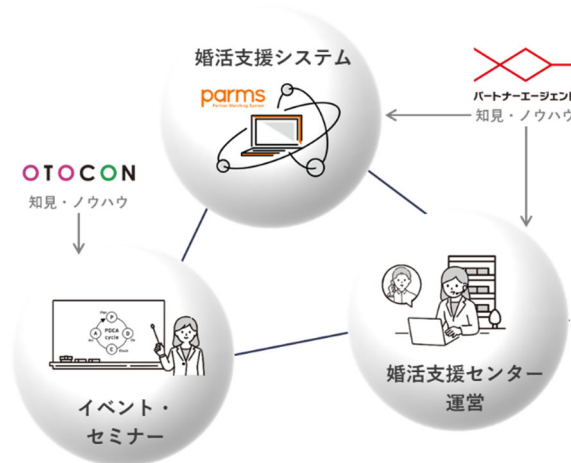 婚活支援システム
parms
Partner Matching System
パートナーエージェント
知見・ノウハウ
OTOCON
知見・ノウハウ
PDCA
cycle
P
D
C
A
イベント・
セミナー
婚活支援センター
運営